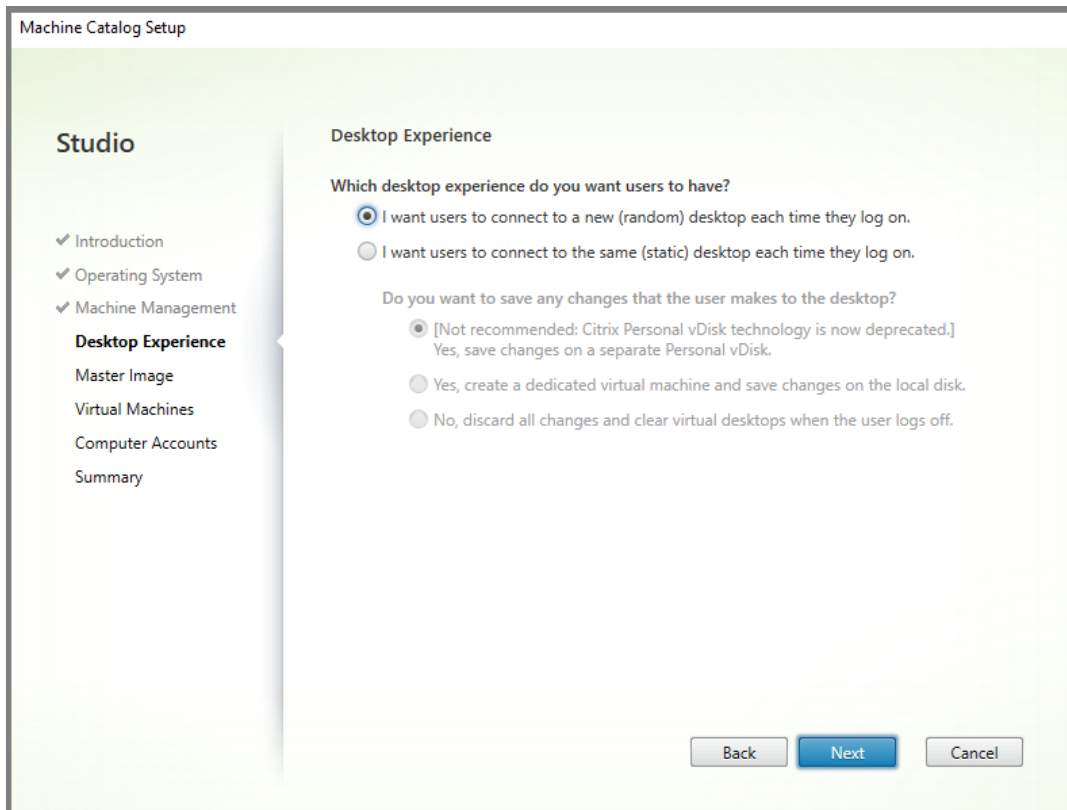 Machine Catalog Setup
Studio
Introduction
Operating System
Machine Management
Desktop Experience
Master Image
Virtual Machines
Computer Accounts
Summary
Desktop Experience
Which desktop experience do you want users to have?
I want users to connect to a new (random) desktop each time they log on.
I want users to connect to the same (static) desktop each time they log on.
Do you want to save any changes that the user makes to the desktop?
[Not recommended: Citrix Personal vDisk technology is now deprecated.]
Yes, save changes on a separate Personal vDisk.
Yes, create a dedicated virtual machine and save changes on the local disk.
No, discard all changes and clear virtual desktops when the user logs off.
Back
Next
Cancel